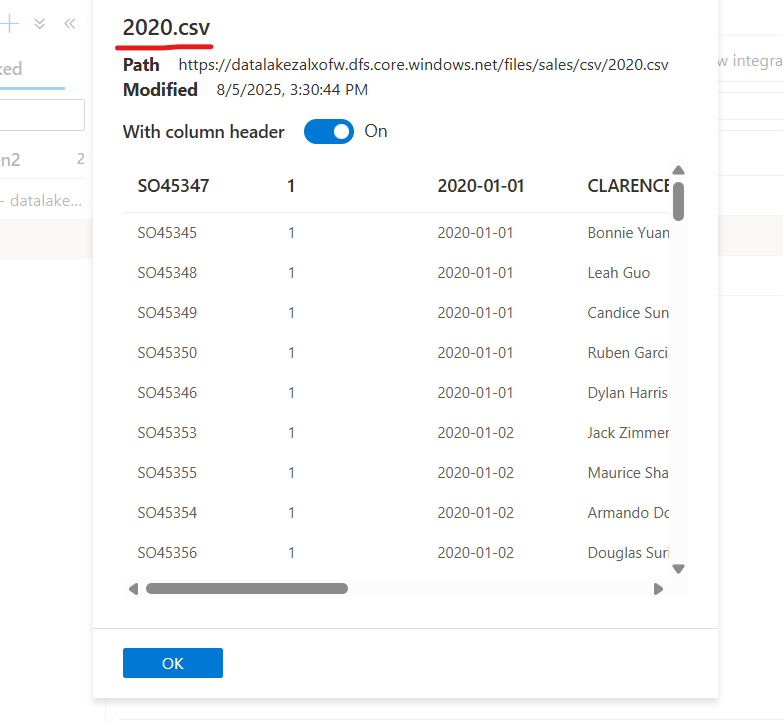 2020.csv
Path https://datalakezalxofw.dfs.core.windows.net/files/sales/csv/2020.csv
Modified 8/5/2025, 3:30:44 PM
With column header On
SO45347 1 2020-01-01 CLARENCE
SO45345 1 2020-01-01 Bonnie Yuan
SO45348 1 2020-01-01 Leah Guo
SO45349 1 2020-01-01 Candice Sun
SO45350 1 2020-01-01 Ruben Garci
SO45346 1 2020-01-01 Dylan Harris
SO45353 1 2020-01-02 Jack Zimmer
SO45355 1 2020-01-02 Maurice Sha
SO45354 1 2020-01-02 Armando Do
SO45356 1 2020-01-02 Douglas Suri
OK
ked
n2 2
- datalake...
w integra